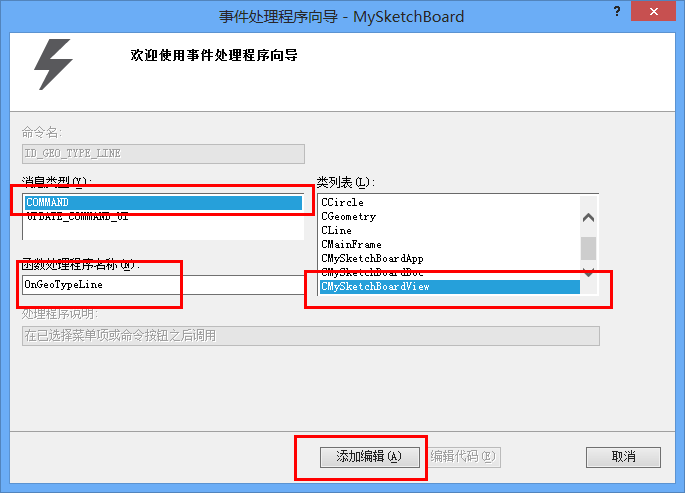 事件处理程序向导 - MySketchBoard
?
欢迎使用事件处理程序向导
命令名:
ID_GEO_TYPE_LINE
消息类型(Y):
COMMAND
UPDATE_COMMAND_UI
类列表(L):
CCircle
CGeometry
CLine
CMainFrame
CMySketchBoardApp
CMySketchBoardDoc
CMySketchBoardView
函数处理程序名称(N):
OnGeoTypeLine
处理程序说明:
在已选择菜单项或命令按钮之后调用
添加编辑(A)
编辑代码(E)
取消